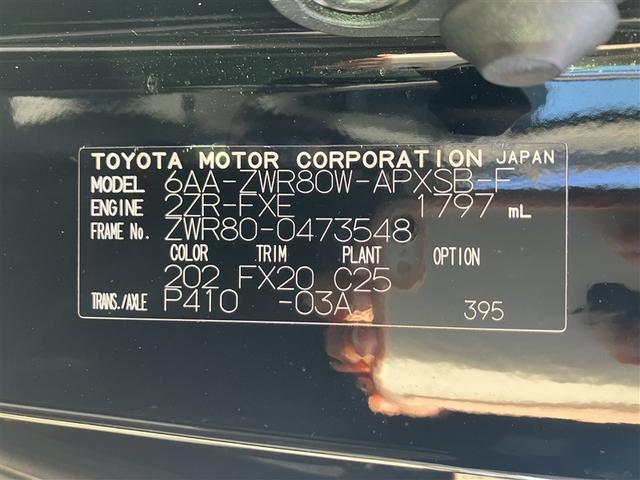 TOYOTA MOTOR CORPORATION JAPAN
MODEL 6AA-ZWR80W-APXSB-F
ENGINE 2ZR-FXE 1797 mL
FRAME No. ZWR80-0473548
COLOR TRIM PLANT OPTION
202 FX20 C25
TRANS./AXLE P410 -03A 395